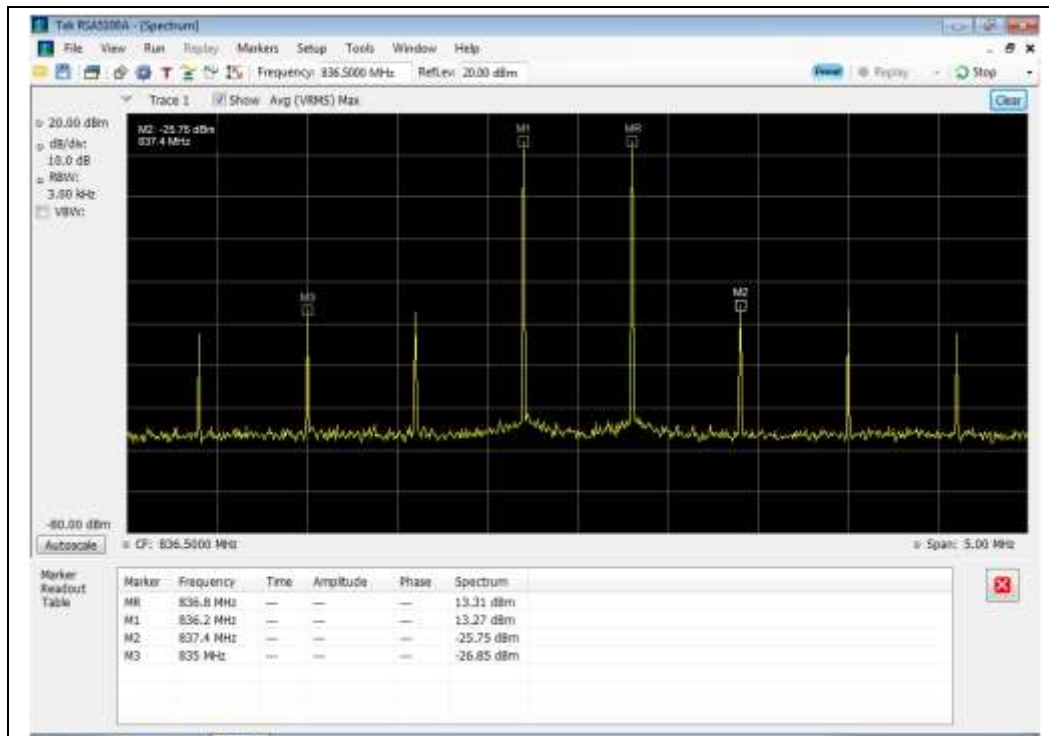 Tek RSA5100A - [Spectrum]
File View Run Replay Markers Setup Tools Window Help
Frequency: 836.5000 MHz RefLev: 20.00 dBm Preset Replay Stop
Trace 1 Show Avg (VRMS) Max Clear
20.00 dBm
dB/div:
10.0 dB
RBW:
3.00 kHz
VBW:
M2: -25.75 dBm
837.4 MHz
M1
MR
M3
M2
-80.00 dBm
Autoscale CF: 836.5000 MHz Span: 5.00 MHz
Marker
Readout
Table
Marker Frequency Time Amplitude Phase Spectrum
MR 836.8 MHz --- --- --- 13.31 dBm
M1 836.2 MHz --- --- --- 13.27 dBm
M2 837.4 MHz --- --- --- -25.75 dBm
M3 835 MHz --- --- --- -26.85 dBm